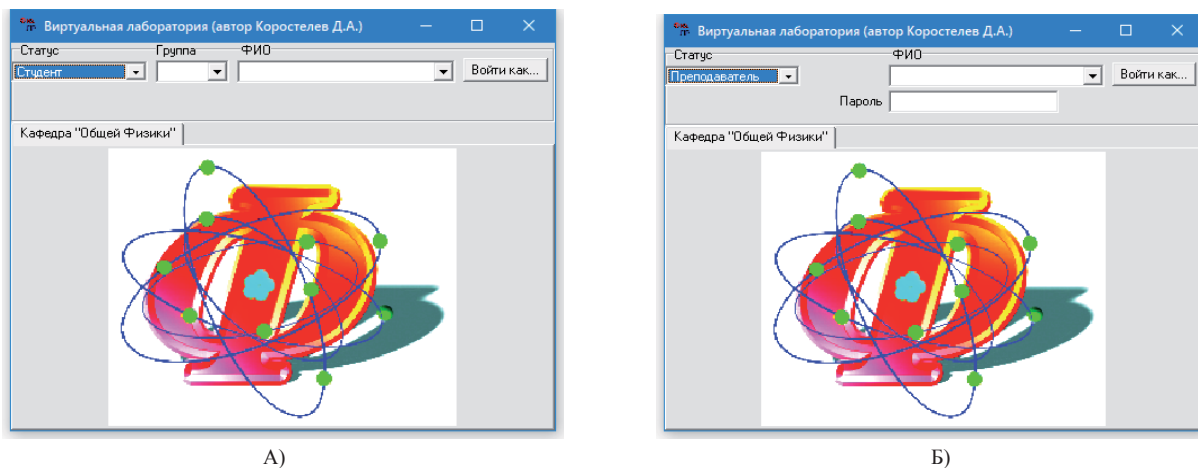 Виртуальная лаборатория (автор Коростелев Д.А.)
Статус Группа ФИО
Студент Войти как...
Кафедра "Общей Физики"
А)
Виртуальная лаборатория (автор Коростелев Д.А.)
Статус ФИО
Преподаватель Войти как...
Пароль
Кафедра "Общей Физики"
Б)